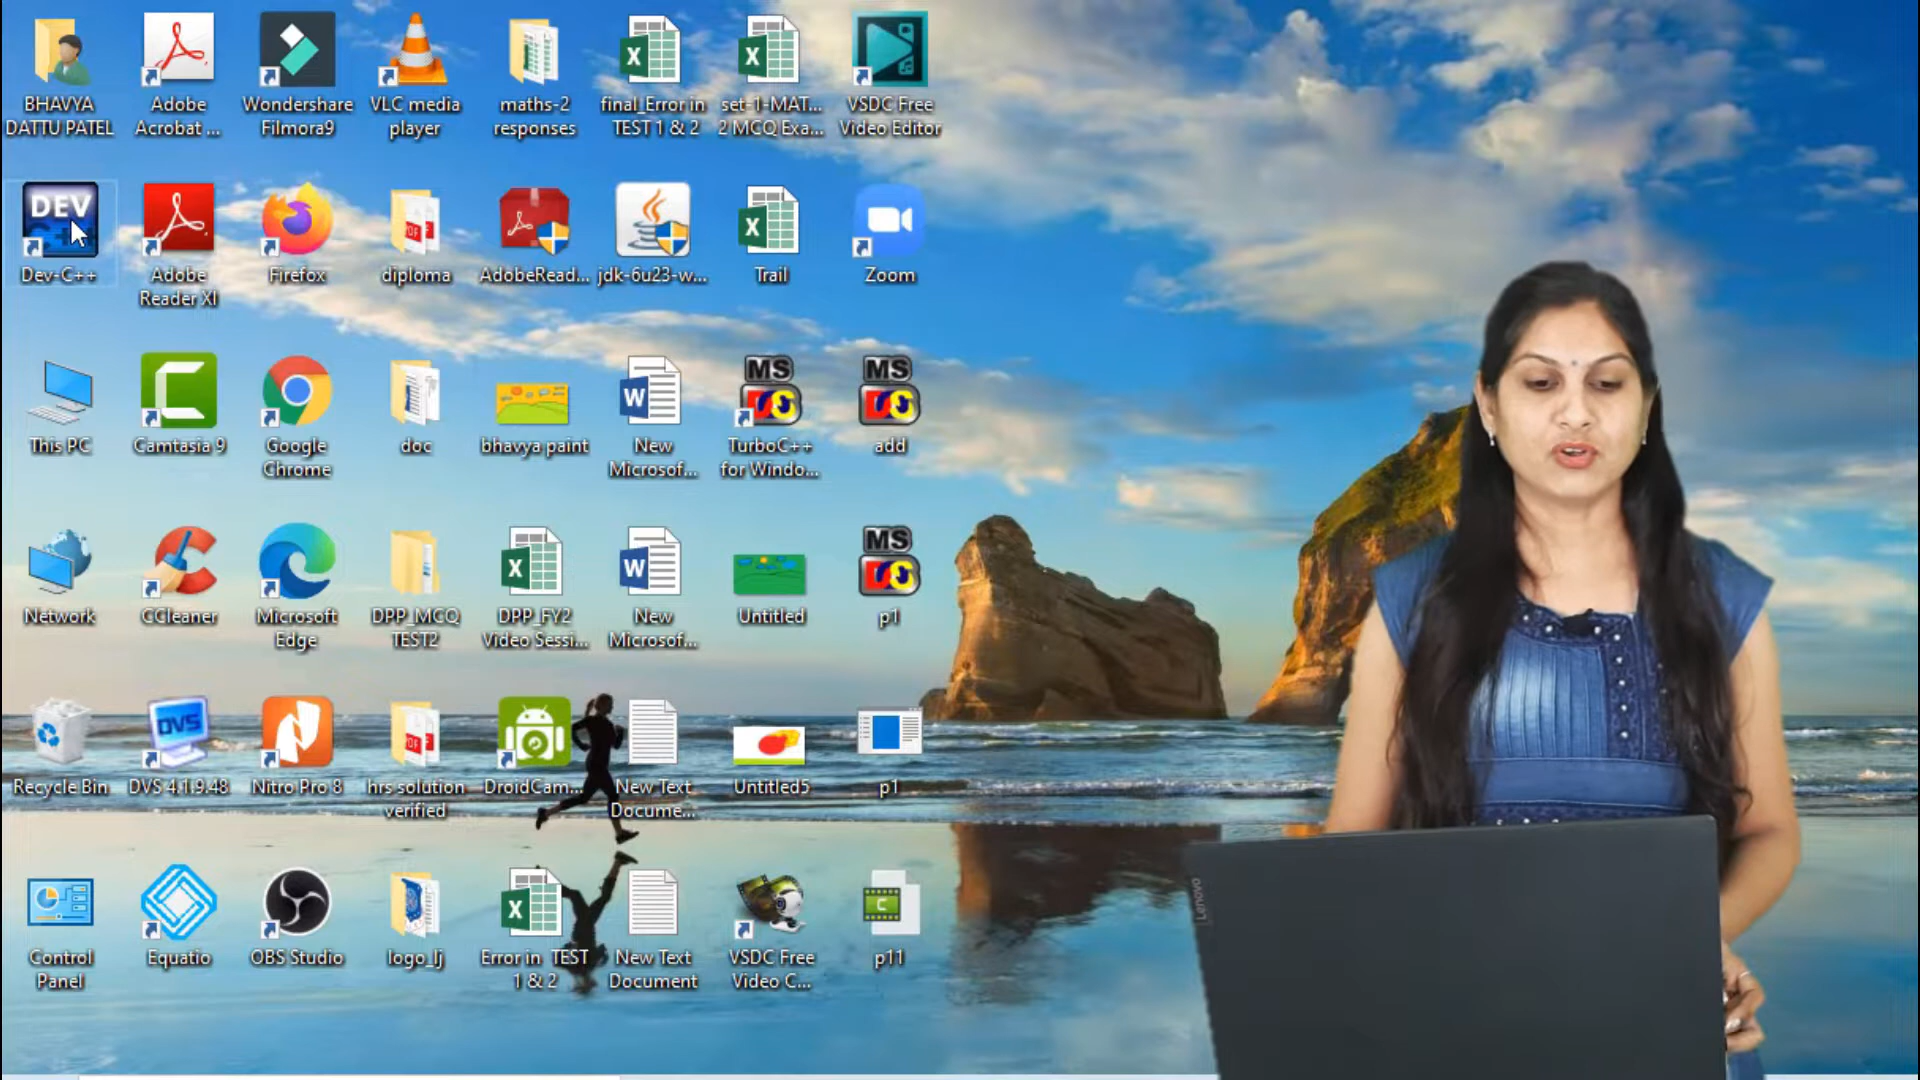 BHAVYA
DATTU PATEL
Adobe
Acrobat ...
Wondershare
Filmora9
VLC media
player
maths-2
responses
final_Error in
TEST 1 & 2
set-1-MAT...
2 MCQ Exa...
VSDC Free
Video Editor
DEV
Dev-C++
Adobe
Reader XI
Firefox
PDF
diploma
AdobeRead...
jdk-6u23-w...
Trail
Zoom
This PC
Camtasia 9
Google
Chrome
doc
bhavya paint
New
Microsof...
MS
TurboC++
for Windo...
MS
add
Network
CCleaner
Microsoft
Edge
DPP_MCQ
TEST2
DPP_FY2
Video Sessi...
New
Microsof...
Untitled
MS
p1
Recycle Bin
DVS
DVS 4.1.9.48
Nitro Pro 8
PDF
hrs solution
verified
DroidCam...
New Text
Docume...
Untitled5
p1
Control
Panel
Equatio
OBS Studio
logo_lj
Error in TEST
1 & 2
New Text
Document
VSDC Free
Video C...
p11
Lenovo